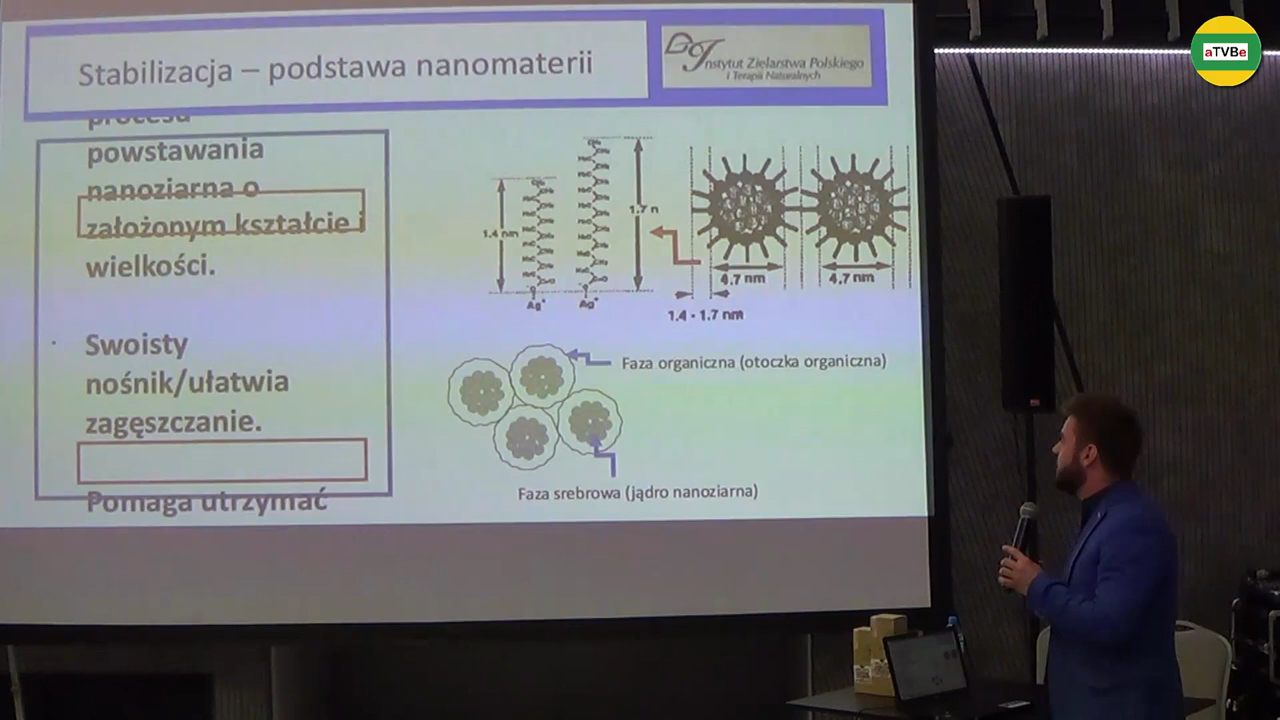 Stabilizacja – podstawa nanomaterii
Instytut Zielarstwa Polskiego
i Terapii Naturalnych
aTVBe
procesu
powstawania
nanoziarna o
założonym kształcie i
wielkości.
Swoisty
nośnik/ułatwia
zagęszczanie.
Pomaga utrzymać
1.4 nm
1.7 n
Ag+
Ag+
4.7 nm
4.7 nm
1.4 - 1.7 nm
Faza organiczna (otoczka organiczna)
Faza srebrowa (jądro nanoziarna)